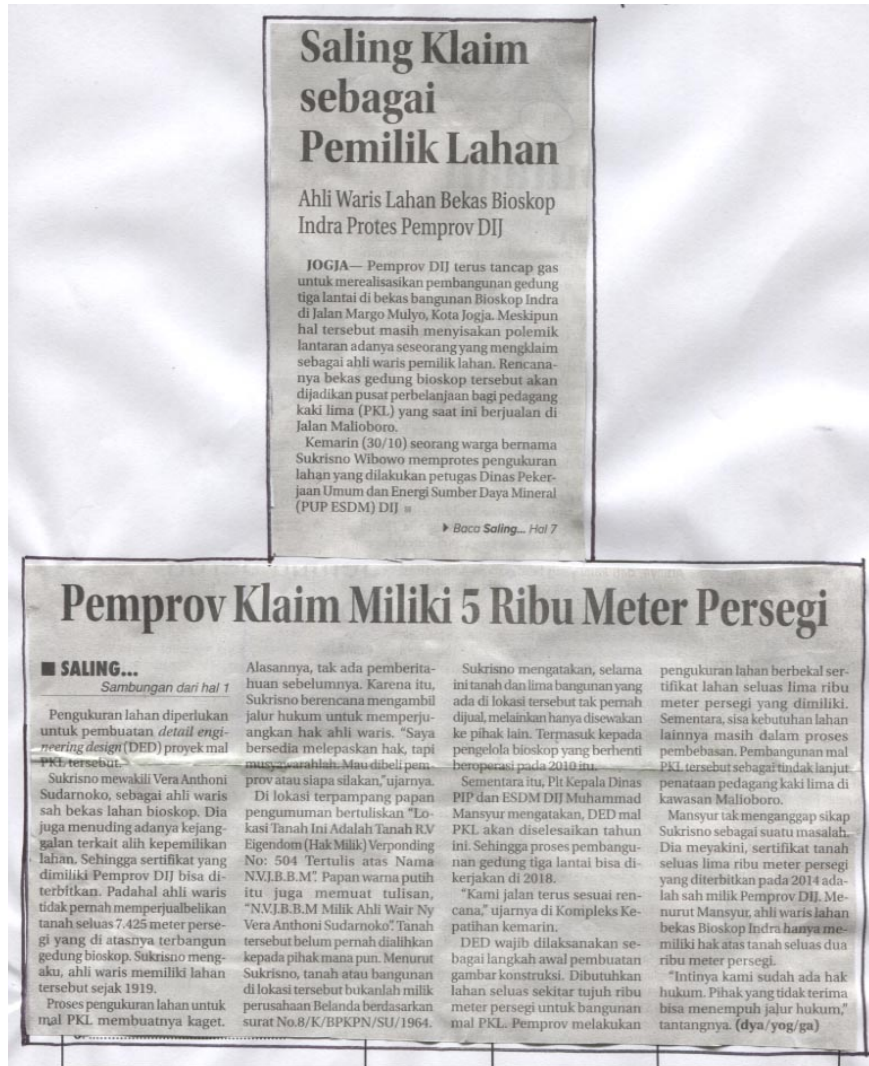 Saling Klaim
sebagai
Pemilik Lahan
Ahli Waris Lahan Bekas Bioskop
Indra Protes Pemprov DIJ
JOGJA— Pemprov DIJ terus tancap gas
untuk merealisasikan pembangunan gedung
tiga lantai di bekas bangunan Bioskop Indra
di Jalan Margo Mulyo, Kota Jogja. Meskipun
hal tersebut masih menyisakan polemik
lantaran adanya seseorang yang mengklaim
sebagai ahli waris pemilik lahan. Rencana-
nya bekas gedung bioskop tersebut akan
dijadikan pusat perbelanjaan bagi pedagang
kaki lima (PKL) yang saat ini berjualan di
Jalan Malioboro.
Kemarin (30/10) seorang warga bernama
Sukrisno Wibowo memprotes pengukuran
lahan yang dilakukan petugas Dinas Peker-
jaan Umum dan Energi Sumber Daya Mineral
(PUP ESDM) DIJ
Baca Saling... Hal 7
Pemprov Klaim Miliki 5 Ribu Meter Persegi
SALING...
Sambungan dari hal 1
Pengukuran lahan diperlukan
untuk pembuatan detail engi-
neering design (DED) proyek mal
PKL tersebut.
Sukrisno mewakili Vera Anthoni
Sudarnoko, sebagai ahli waris
sah bekas lahan bioskop. Dia
juga menuding adanya kejang-
galan terkait alih kepemilikan
lahan. Sehingga sertifikat yang
dimiliki Pemprov DIJ bisa di-
terbitkan. Padahal ahli waris
tidak pernah memperjualbelikan
tanah seluas 7.425 meter perse-
gi yang di atasnya terbangun
gedung bioskop. Sukrisno meng-
aku, ahli waris memiliki lahan
tersebut sejak 1919.
Proses pengukuran lahan untuk
mal PKL membuatnya kaget.
Alasannya, tak ada pemberita-
huan sebelumnya. Karena itu,
Sukrisno berencana mengambil
jalur hukum untuk memperju-
angkan hak ahli waris. “Saya
bersedia melepaskan hak, tapi
musyawarahlah. Mau dibeli pem-
prov atau siapa silakan,” ujarnya.
Di lokasi terpampang papan
pengumuman bertuliskan “Lo-
kasi Tanah Ini Adalah Tanah R.V
Eigendom (Hak Milik) Verponding
No: 504 Tertulis atas Nama
N.V.J.B.B.M”. Papan warna putih
itu juga memuat tulisan,
“N.V.J.B.B.M Milik Ahli Wair Ny
Vera Anthoni Sudarnoko”. Tanah
tersebut belum pernah dialihkan
kepada pihak mana pun. Menurut
Sukrisno, tanah atau bangunan
di lokasi tersebut bukanlah milik
perusahaan Belanda berdasarkan
surat No.8/K/BPKPN/SU/1964.
Sukrisno mengatakan, selama
ini tanah dan lima bangunan yang
ada di lokasi tersebut tak pernah
dijual, melainkan hanya disewakan
ke pihak lain. Termasuk kepada
pengelola bioskop yang berhenti
beroperasi pada 2010 itu.
Sementara itu, Plt Kepala Dinas
PIP dan ESDM DIJ Muhammad
Mansyur mengatakan, DED mal
PKL akan diselesaikan tahun
ini. Sehingga proses pembangu-
nan gedung tiga lantai bisa di-
kerjakan di 2018.
“Kami jalan terus sesuai ren-
cana,” ujarnya di Kompleks Ke-
patihan kemarin.
DED wajib dilaksanakan se-
bagai langkah awal pembuatan
gambar konstruksi. Dibutuhkan
lahan seluas sekitar tujuh ribu
meter persegi untuk bangunan
mal PKL. Pemprov melakukan
pengukuran lahan berbekal ser-
tifikat lahan seluas lima ribu
meter persegi yang dimiliki.
Sementara, sisa kebutuhan lahan
lainnya masih dalam proses
pembebasan. Pembangunan mal
PKL tersebut sebagai tindak lanjut
penataan pedagang kaki lima di
kawasan Malioboro.
Mansyur tak menganggap sikap
Sukrisno sebagai suatu masalah.
Dia meyakini, sertifikat tanah
seluas lima ribu meter persegi
yang diterbitkan pada 2014 ada-
lah sah milik Pemprov DIJ. Me-
nurut Mansyur, ahli waris lahan
bekas Bioskop Indra hanya me-
miliki hak atas tanah seluas dua
ribu meter persegi.
“Intinya kami sudah ada hak
hukum. Pihak yang tidak terima
bisa menempuh jalur hukum,”
tantangnya. (dya/yog/ga)